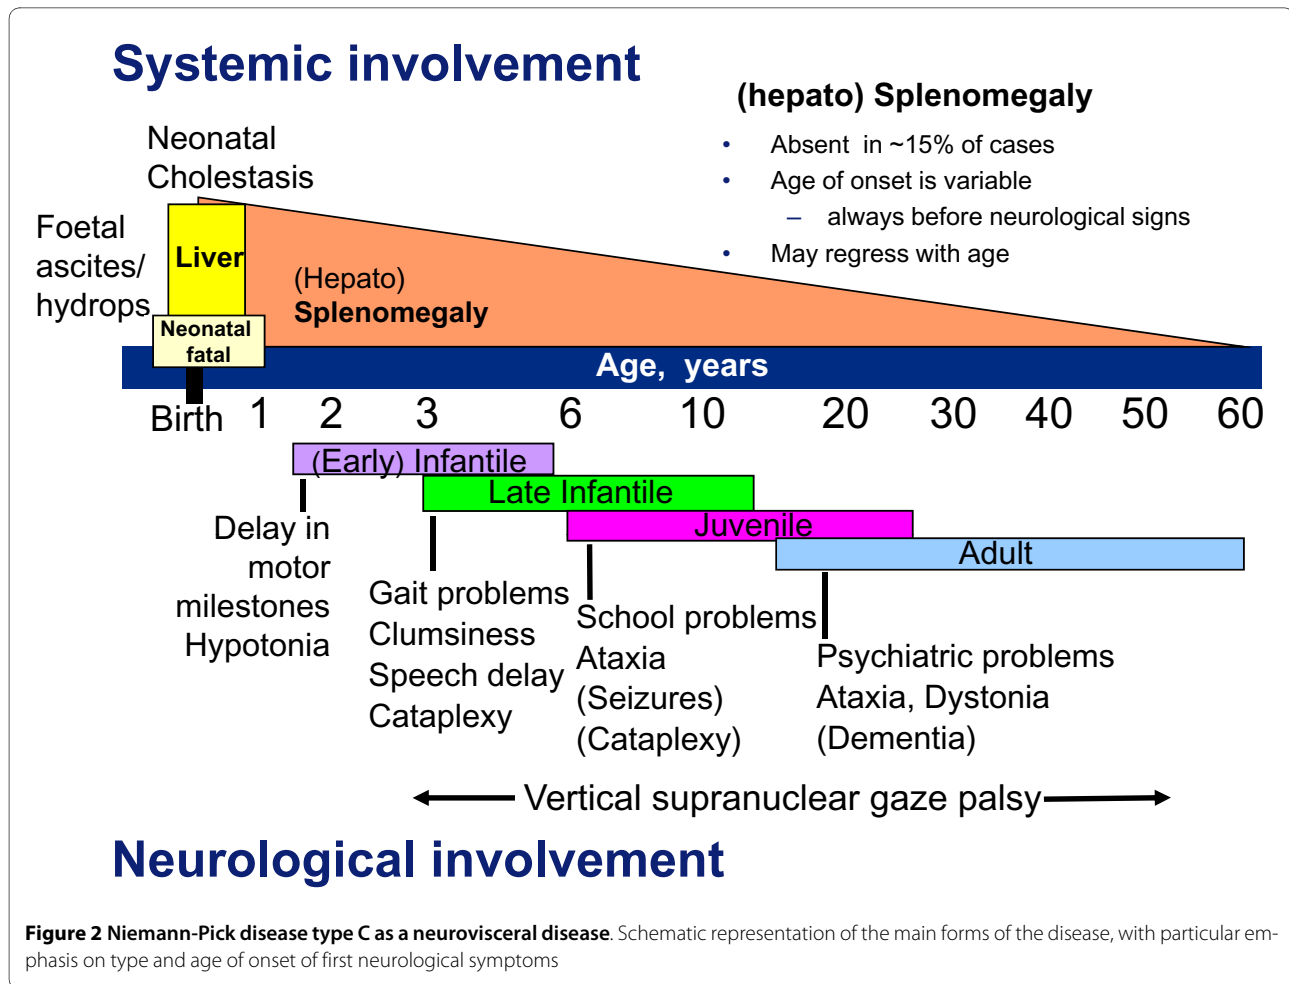 Systemic involvement
(hepato) Splenomegaly
• Absent in ~15% of cases
• Age of onset is variable
– always before neurological signs
• May regress with age
Neonatal
Cholestasis
Foetal
ascites/
hydrops
Liver
(Hepato)
Splenomegaly
Neonatal
fatal
Age, years
Birth 1 2 3 6 10 20 30 40 50 60
(Early) Infantile
Late Infantile
Juvenile
Adult
Delay in
motor
milestones
Hypotonia
Gait problems
Clumsiness
Speech delay
Cataplexy
School problems
Ataxia
(Seizures)
(Cataplexy)
Psychiatric problems
Ataxia, Dystonia
(Dementia)
Vertical supranuclear gaze palsy
Neurological involvement
Figure 2 Niemann-Pick disease type C as a neurovisceral disease. Schematic representation of the main forms of the disease, with particular em-
phasis on type and age of onset of first neurological symptoms